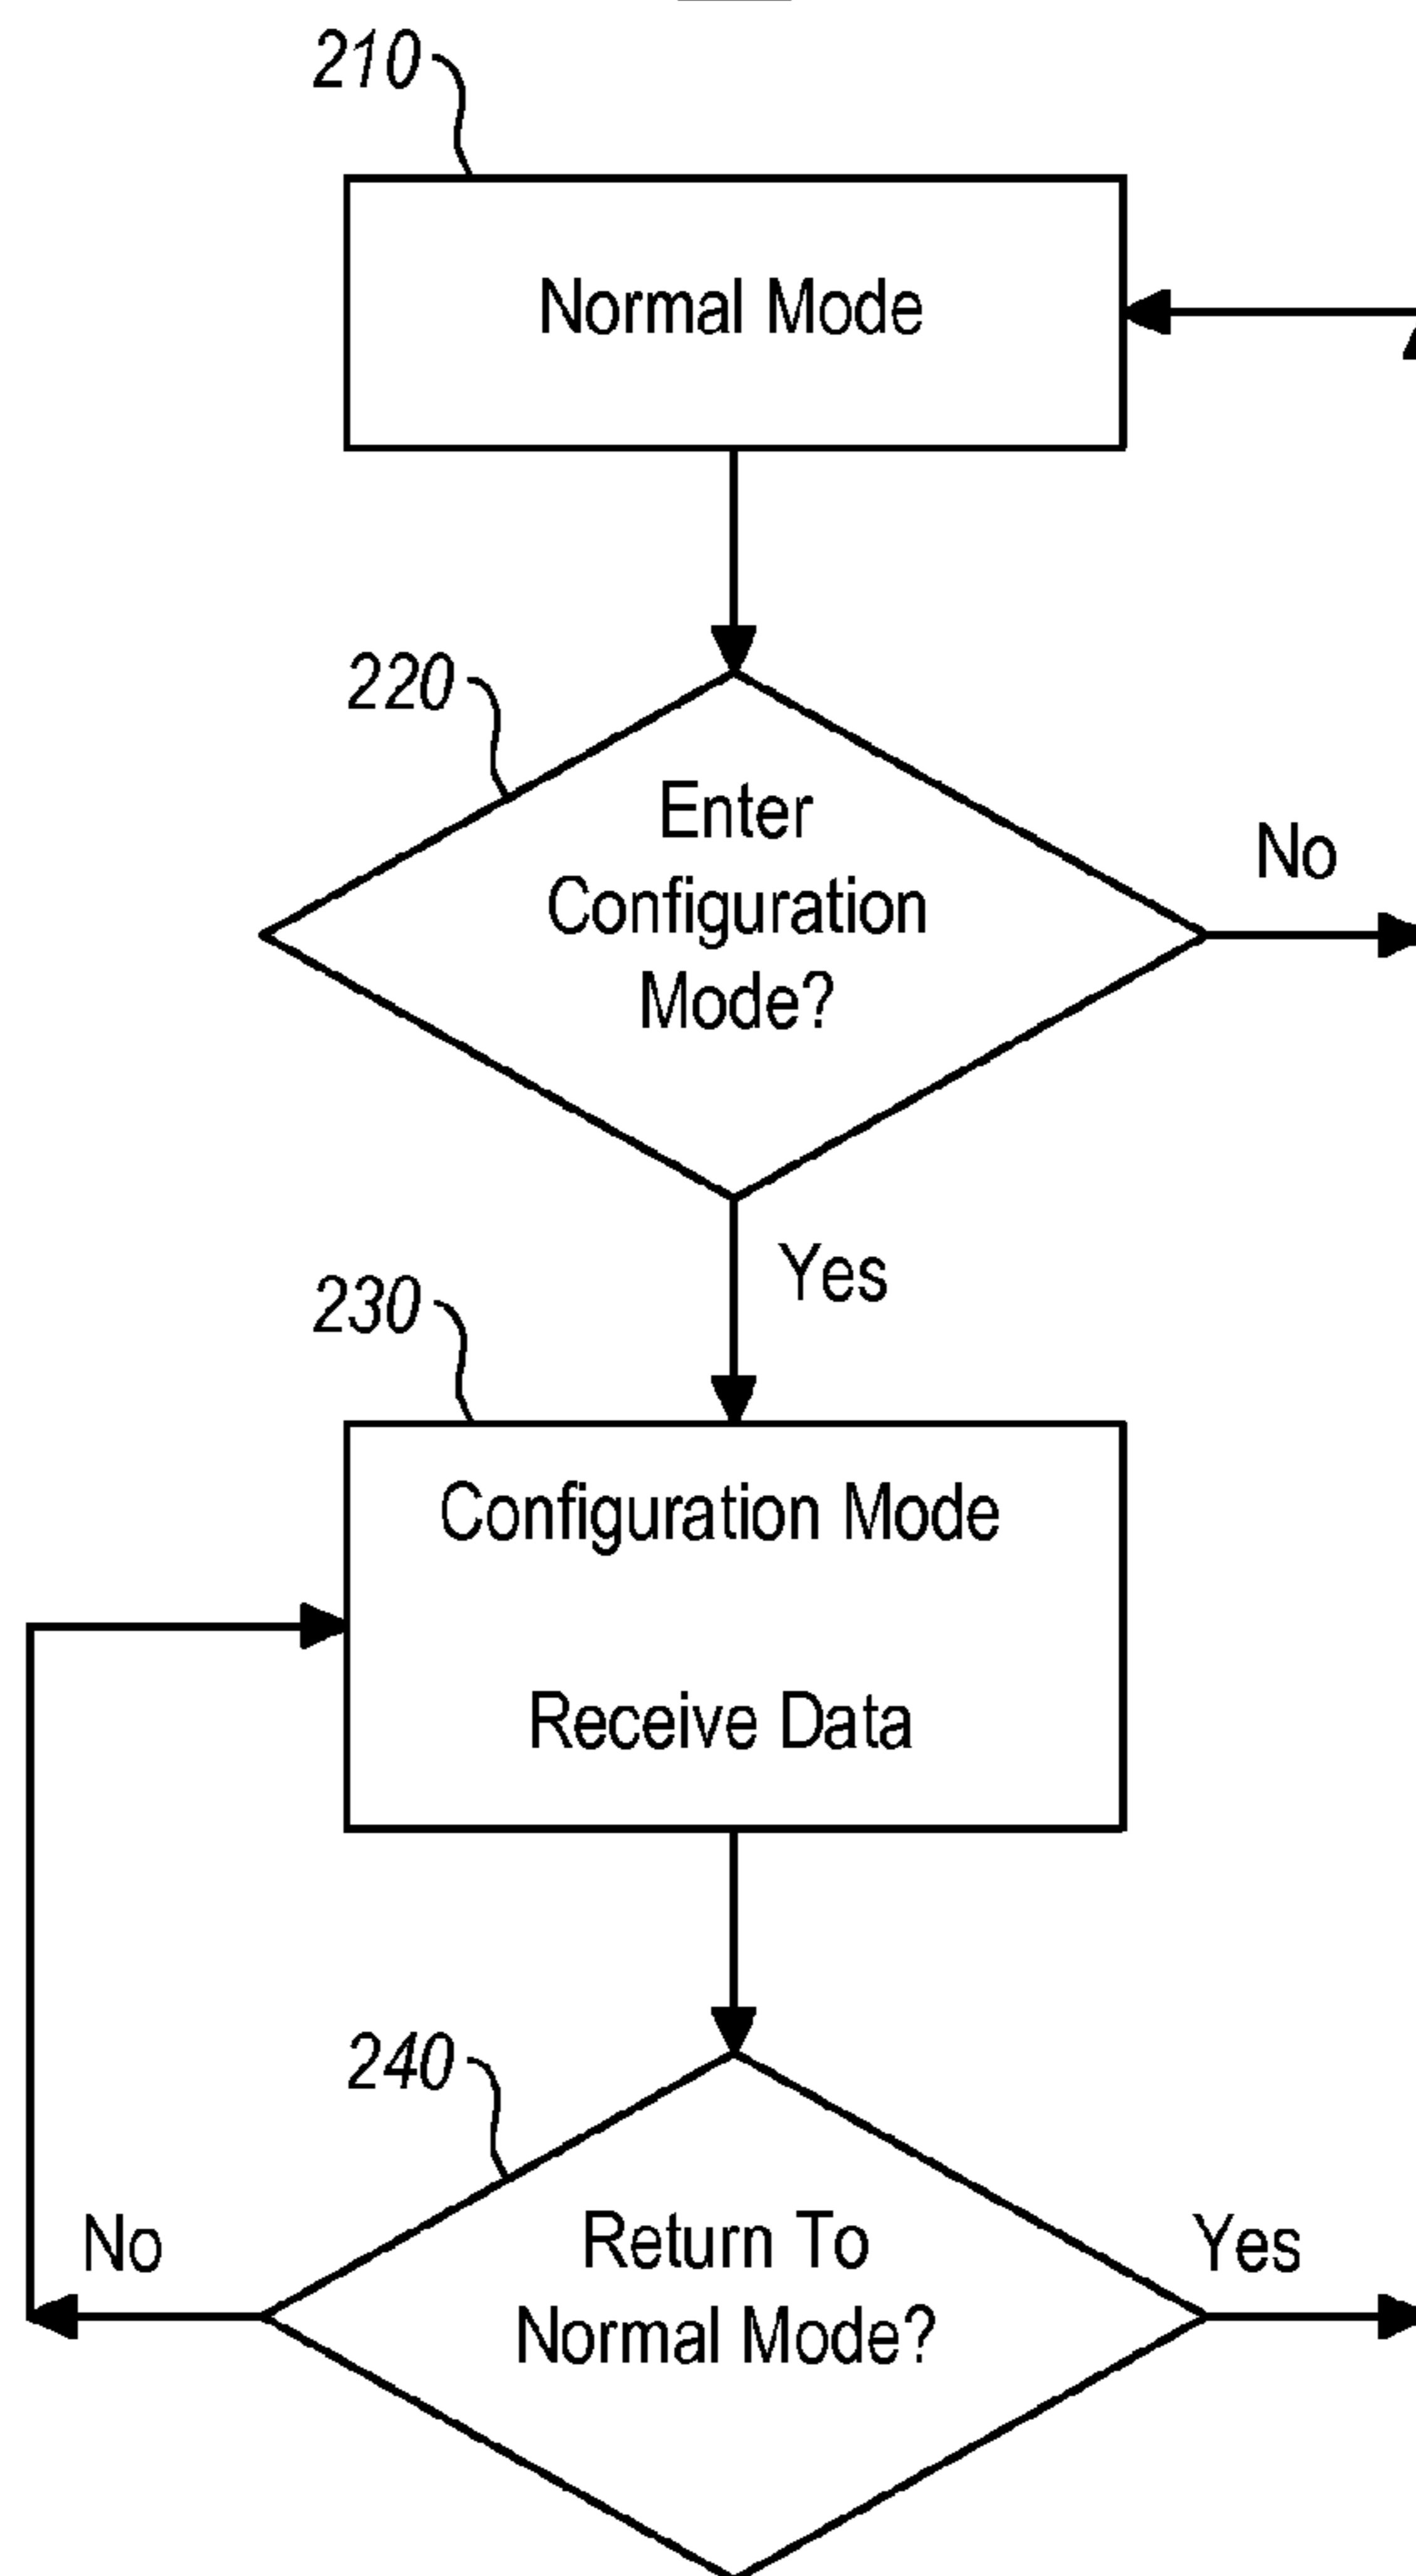 210
Normal Mode
220
Enter
Configuration
Mode?
No
Yes
230
Configuration Mode
Receive Data
240
Return To
Normal Mode?
No
Yes